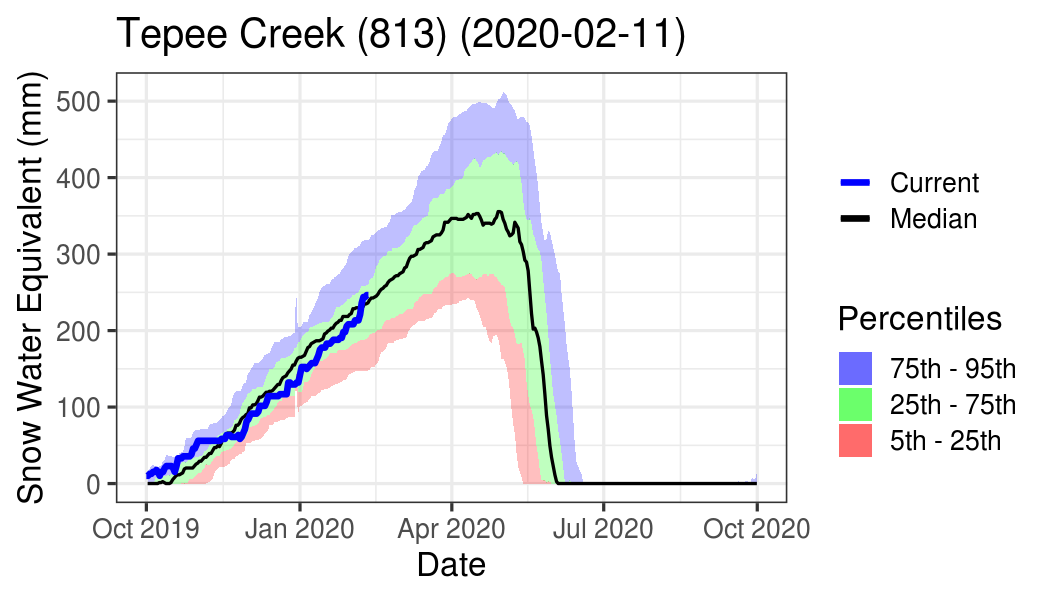 Tepee Creek (813) (2020-02-11)
Snow Water Equivalent (mm)
500
400
300
200
100
0
Oct 2019
Jan 2020
Apr 2020
Jul 2020
Oct 2020
Date
Current
Median
Percentiles
75th - 95th
25th - 75th
5th - 25th